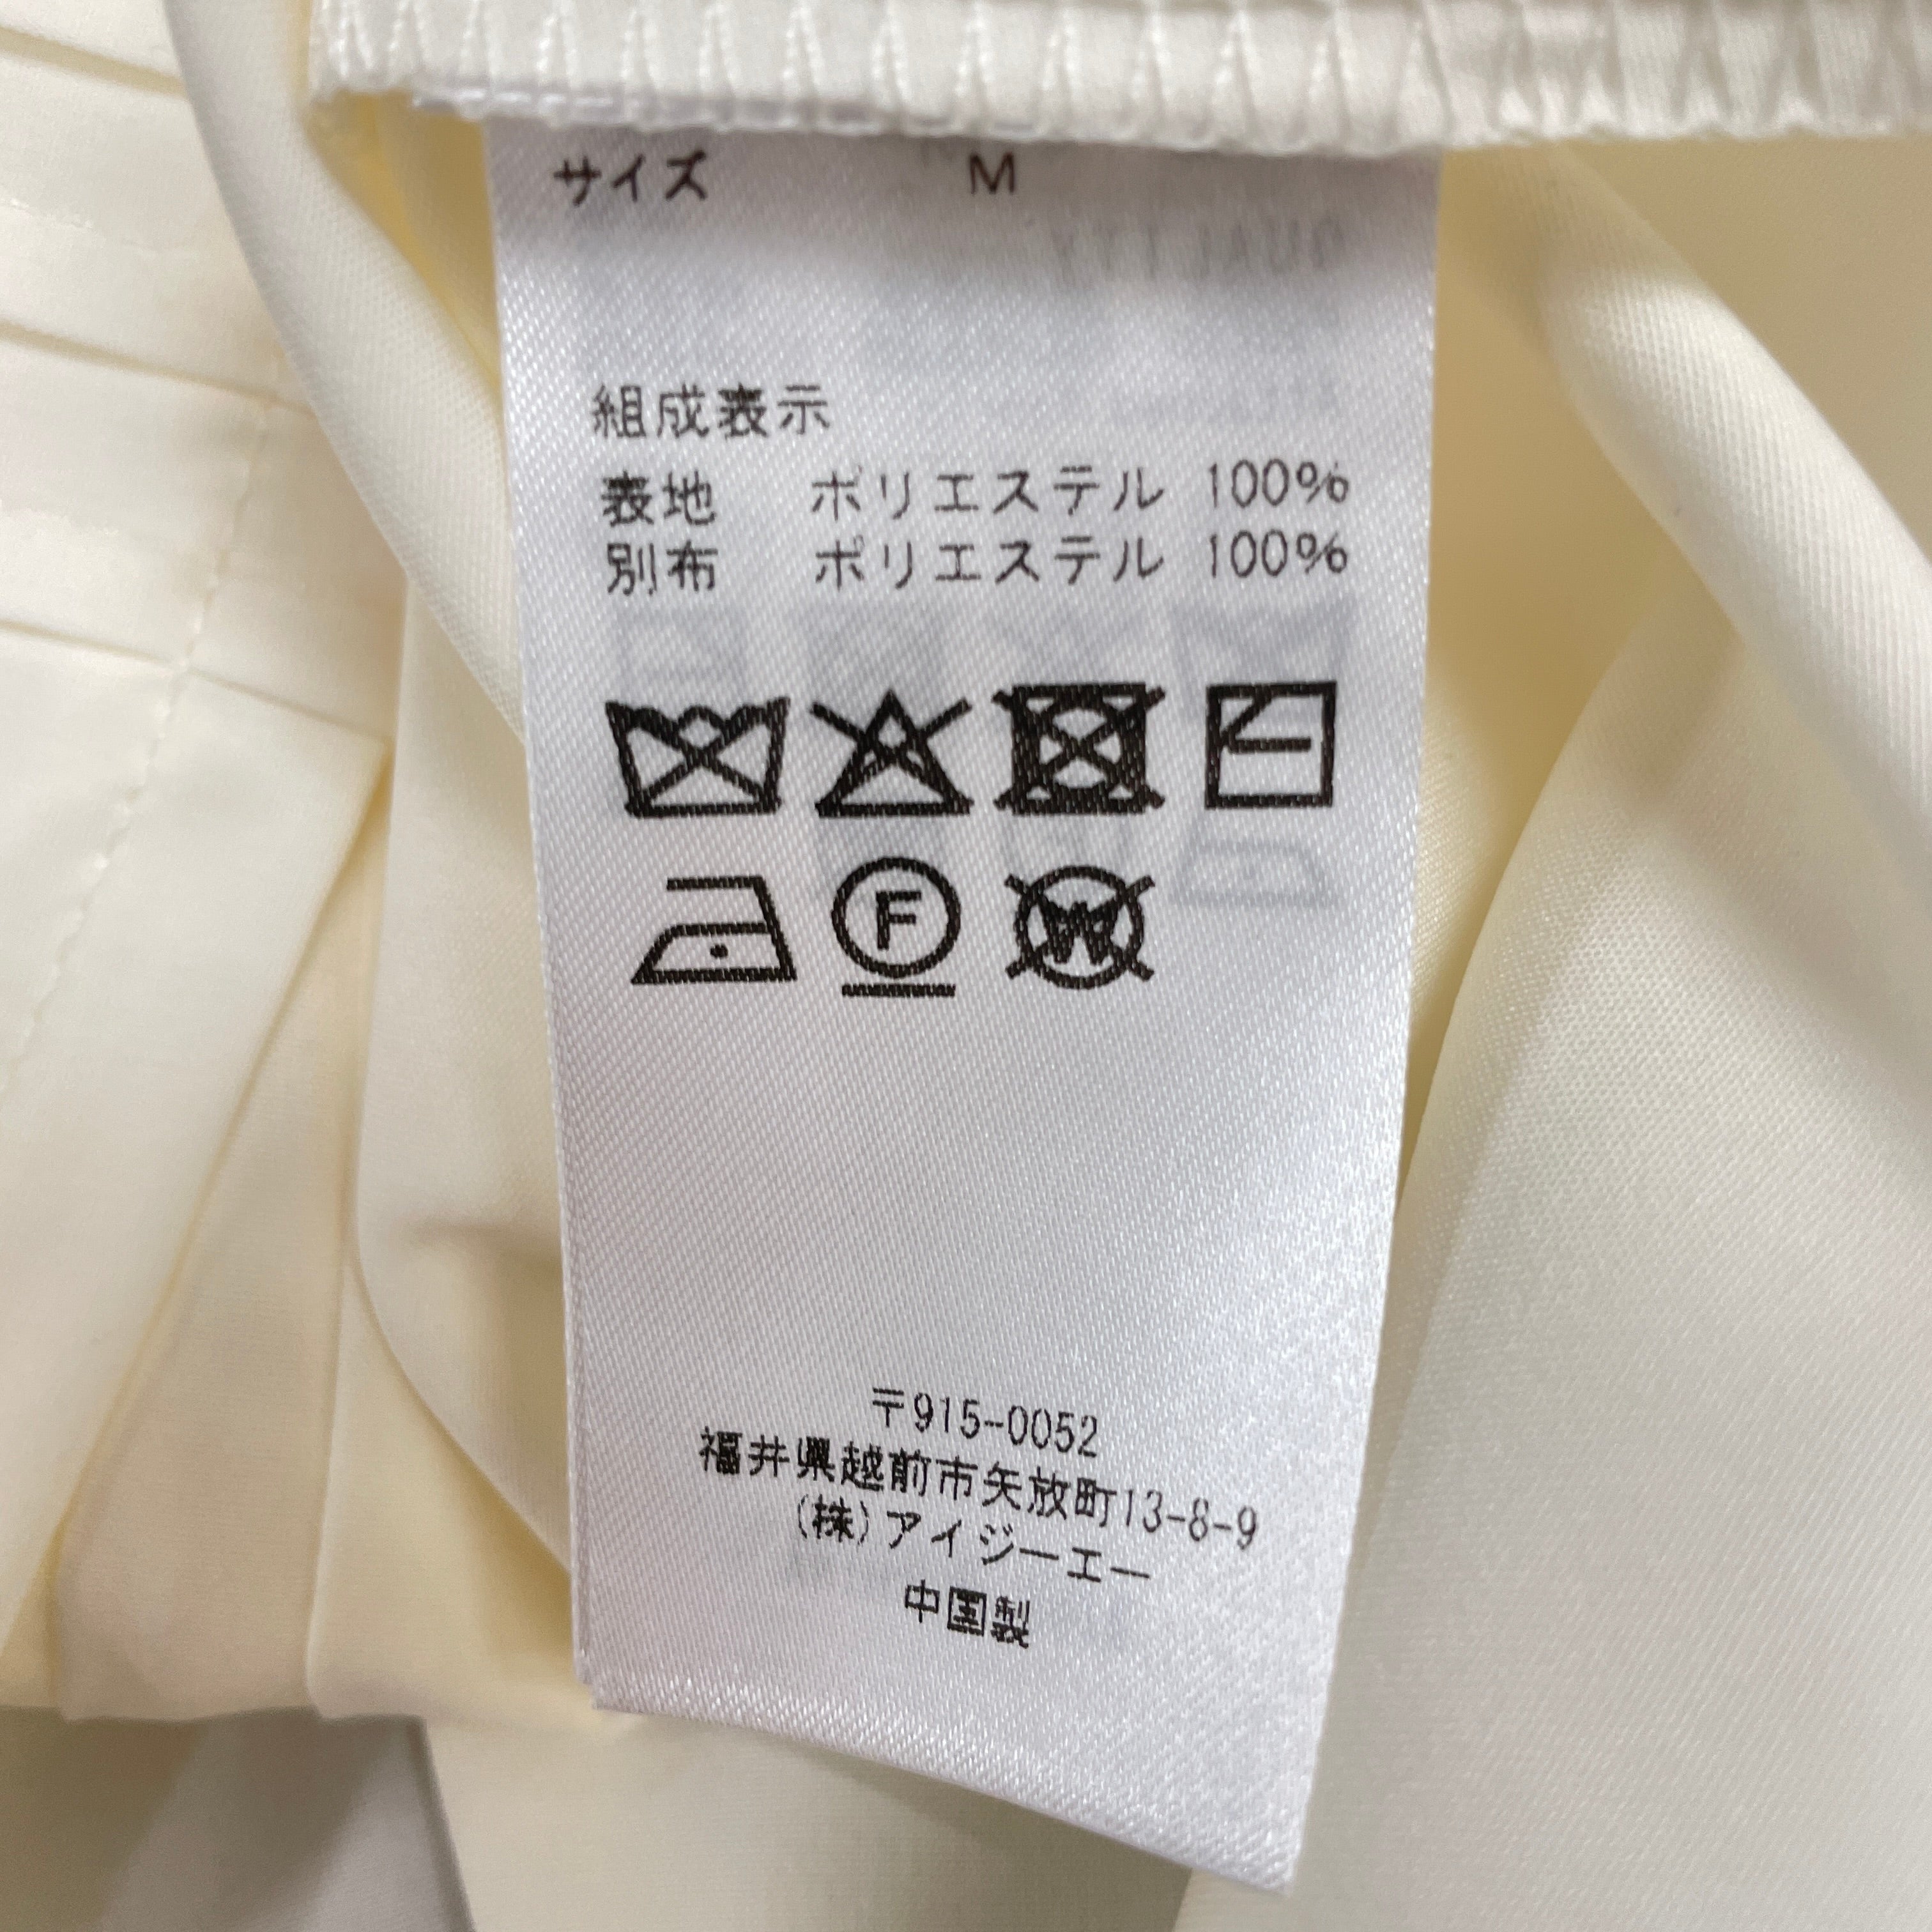 サイズ M
組成表示
表地 ポリエステル 100%
別布 ポリエステル 100%
F
W
〒915-0052
福井県越前市矢放町13-8-9
(株)アイジーエー
中国製